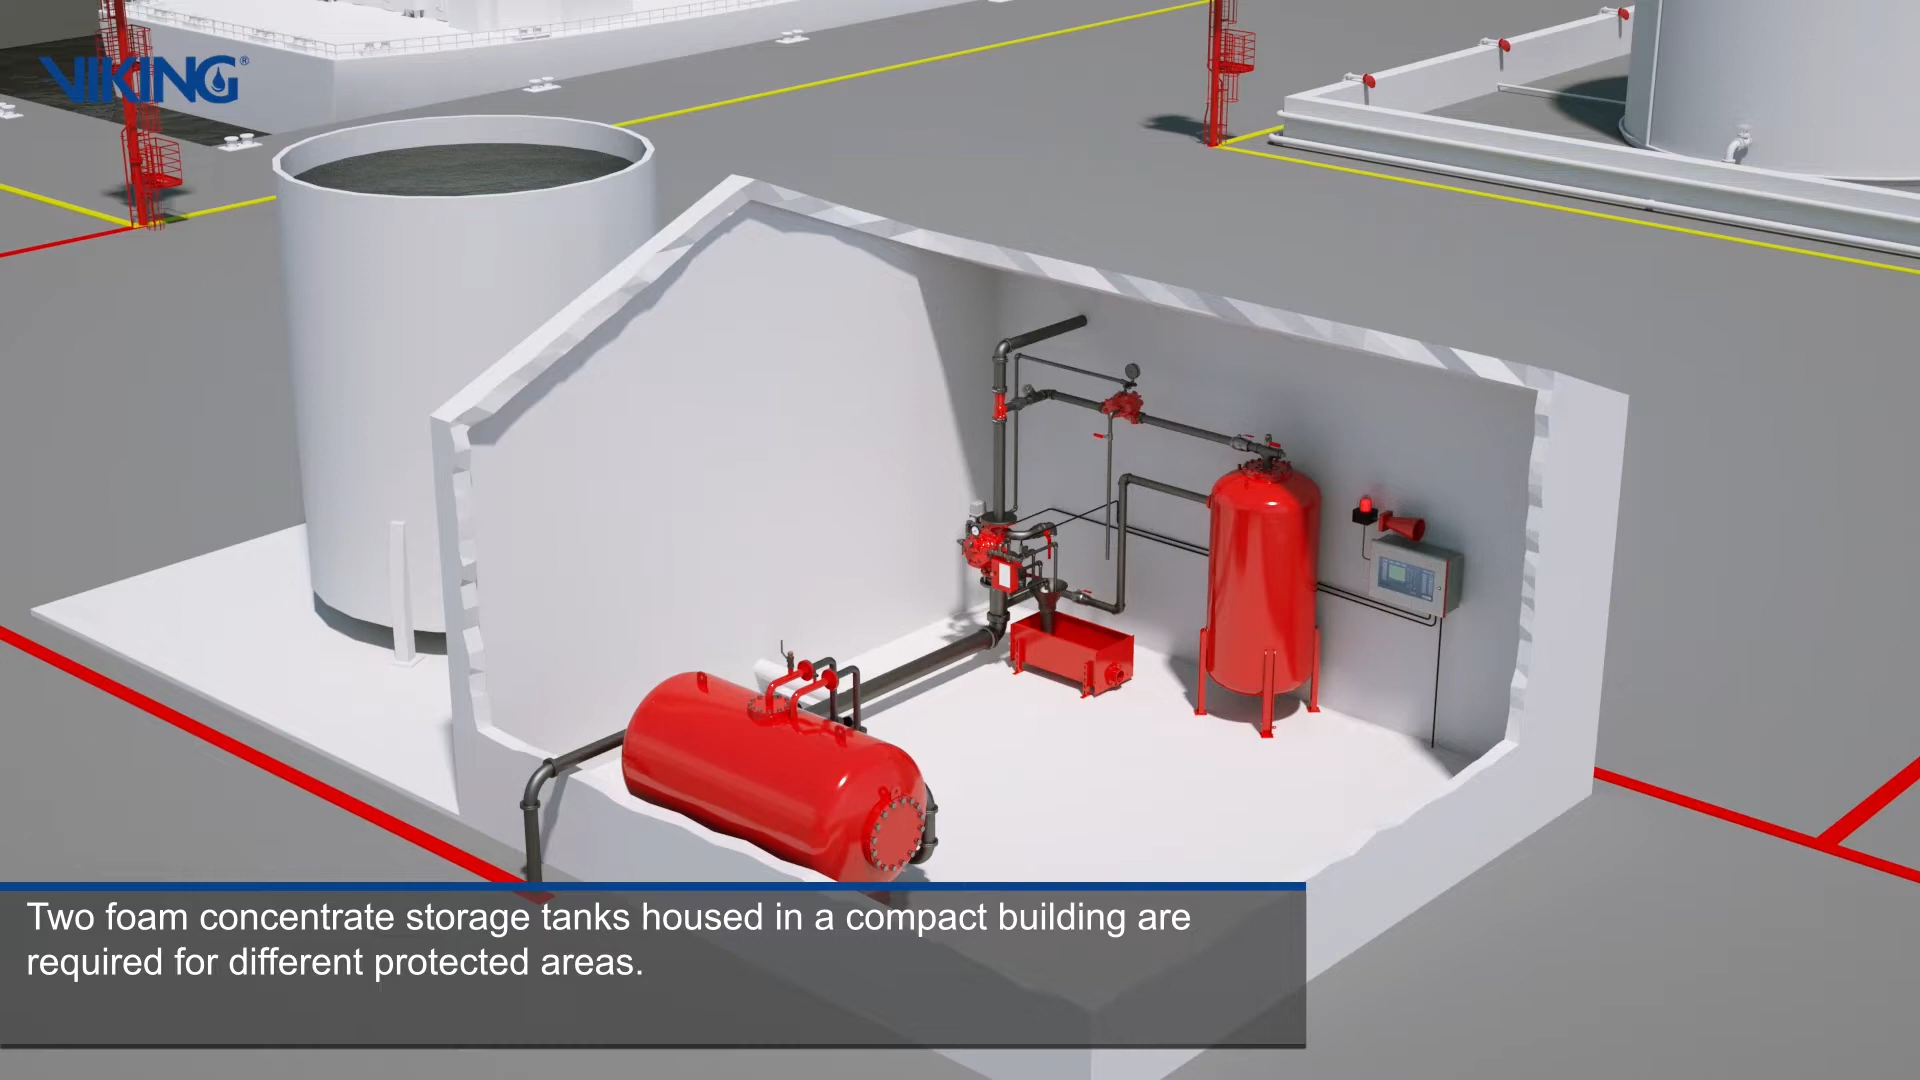 VIKING®
Two foam concentrate storage tanks housed in a compact building are
required for different protected areas.